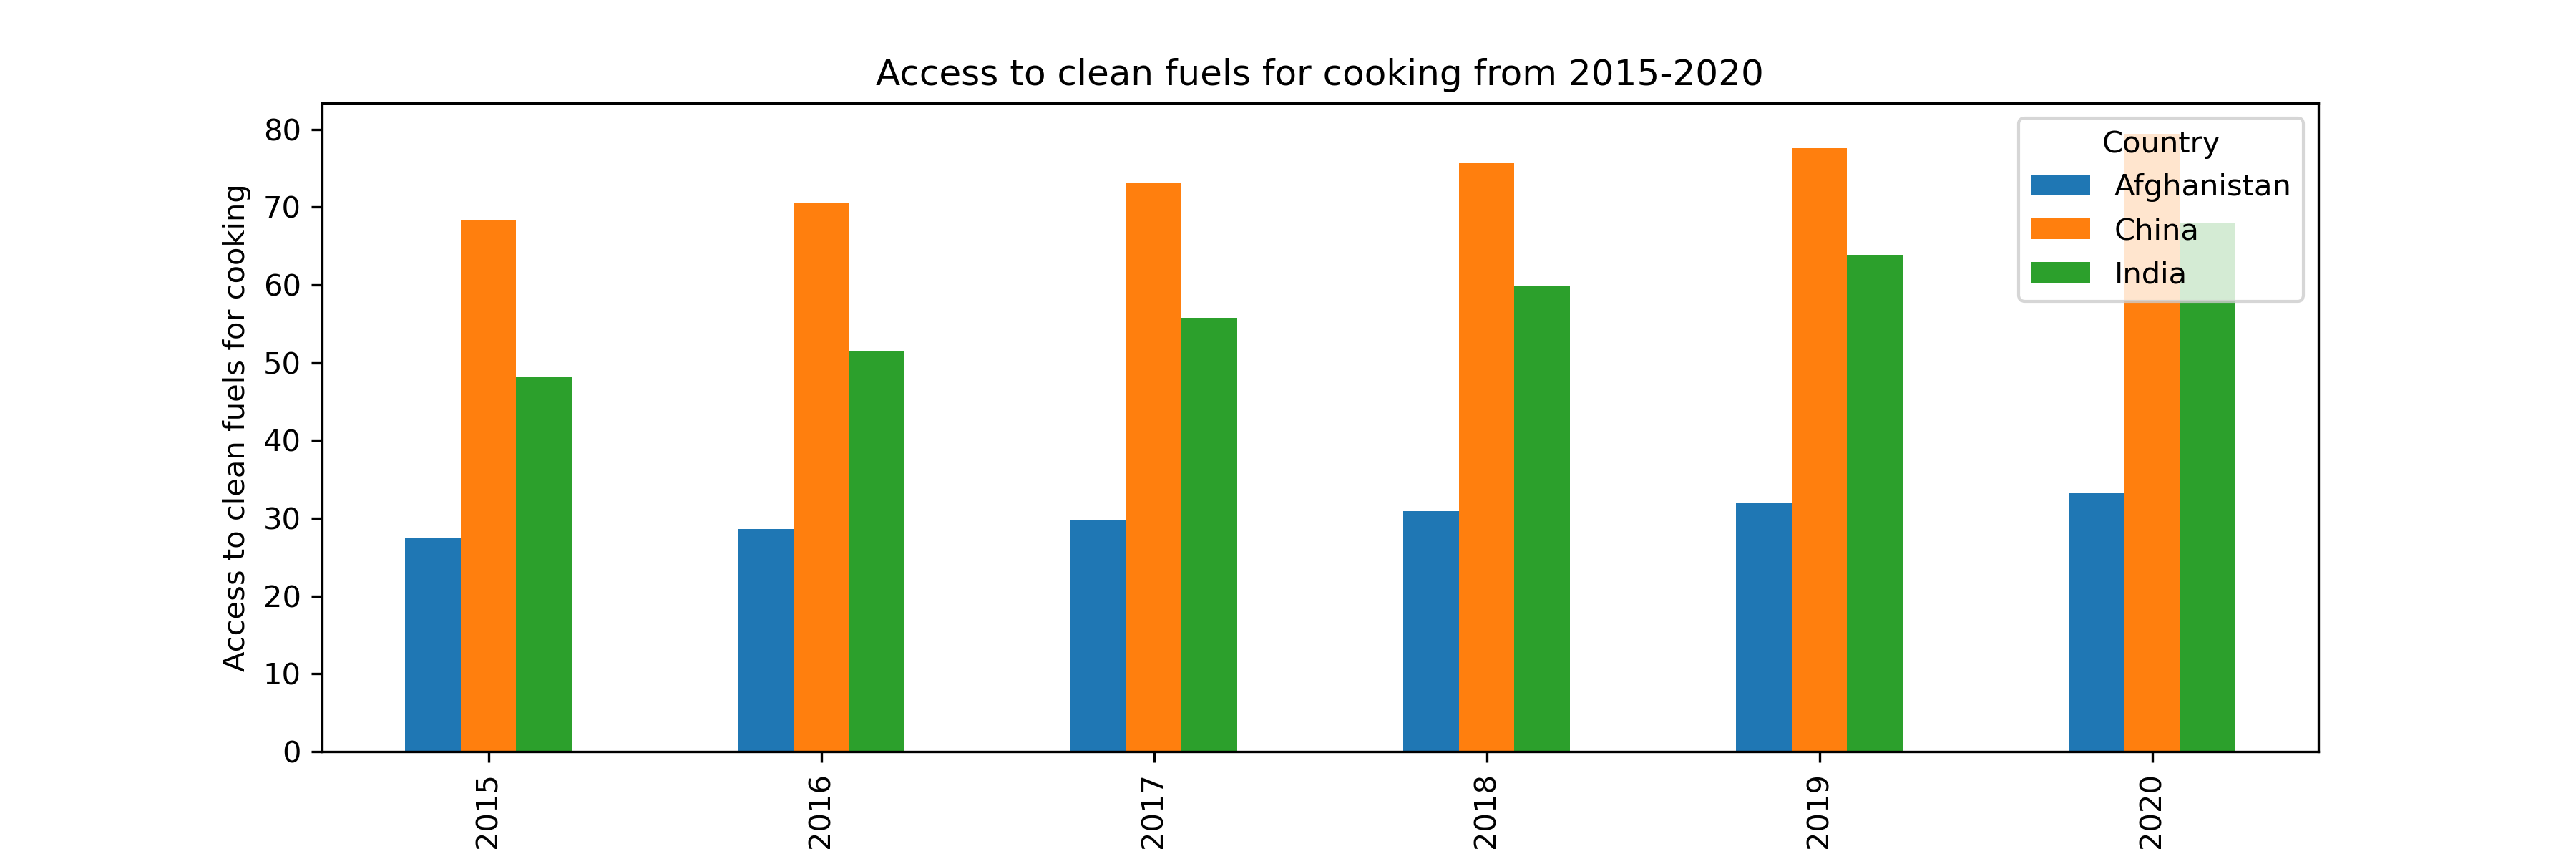 Access to clean fuels for cooking from 2015-2020
Access to clean fuels for cooking
80
70
60
50
40
30
20
10
0
Country
Afghanistan
China
India
2015
2016
2017
2018
2019
2020